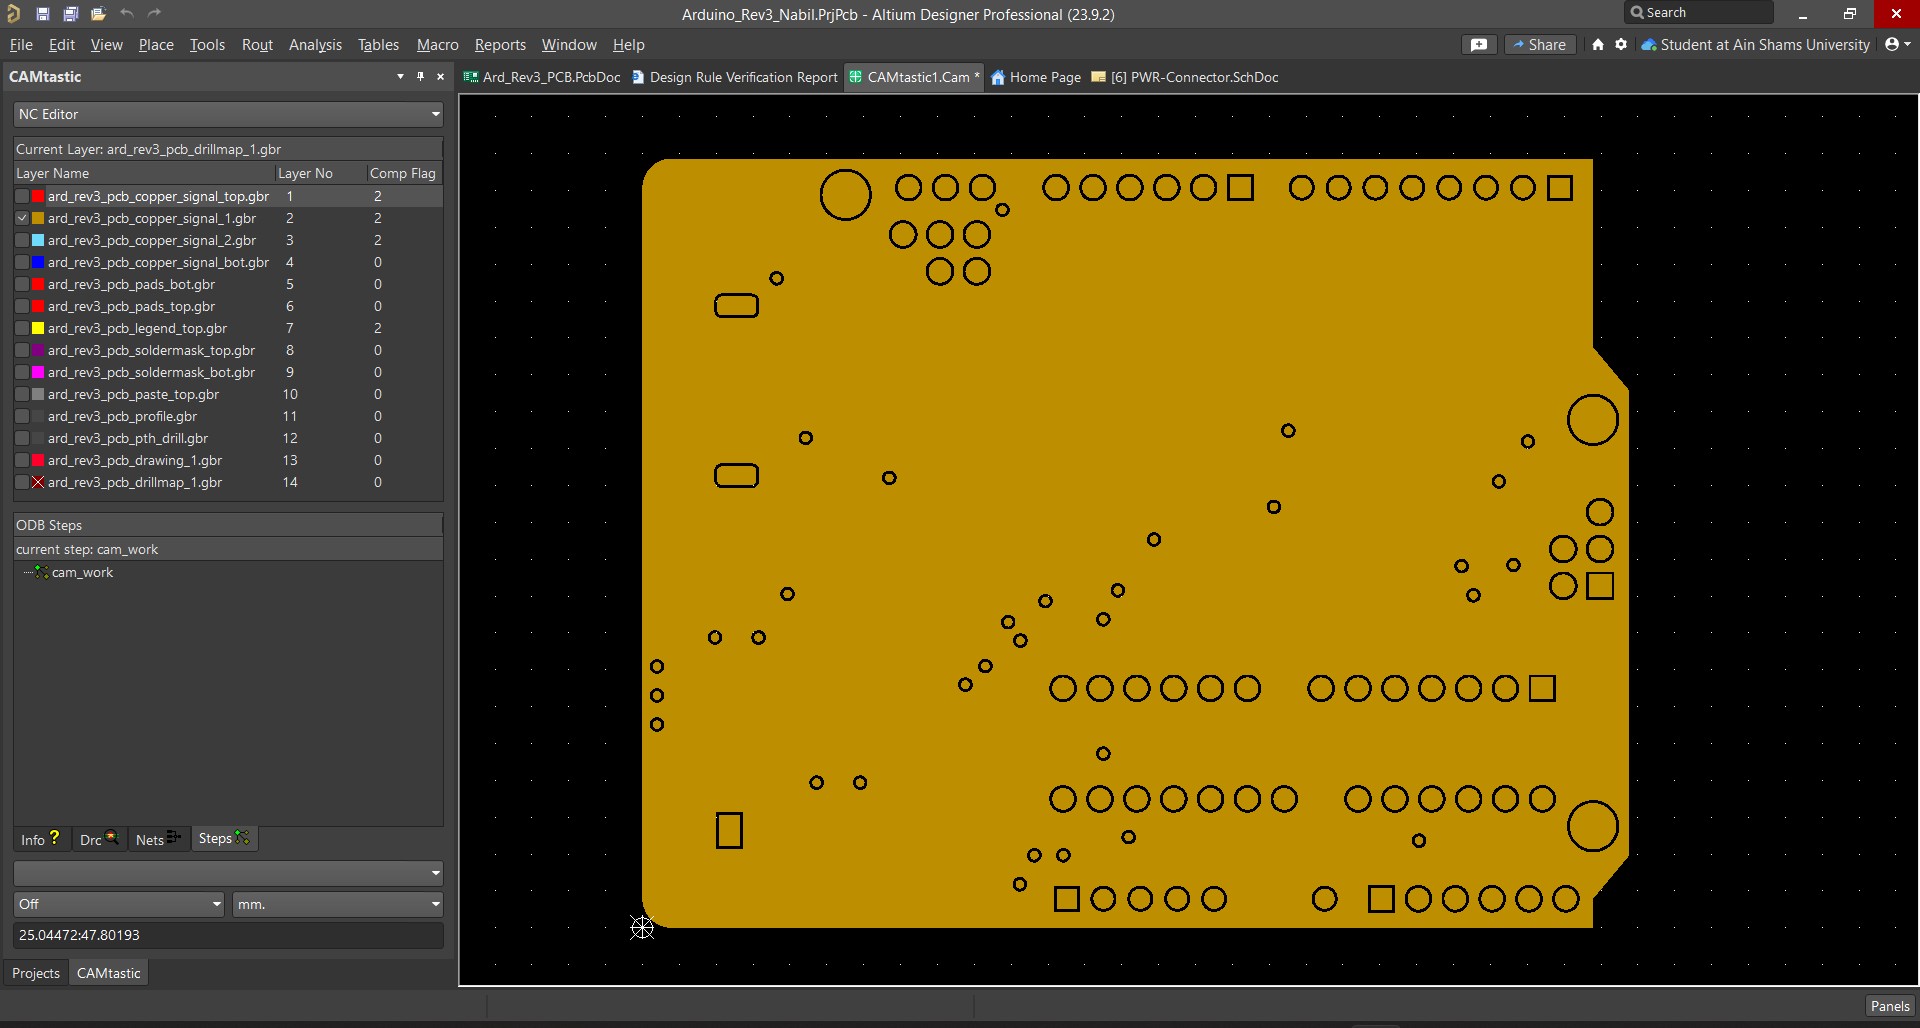 Arduino_Rev3_Nabil.PrjPcb - Altium Designer Professional (23.9.2)
Search
File Edit View Place Tools Rout Analysis Tables Macro Reports Window Help
Share
Student at Ain Shams University
CAMtastic
Ard_Rev3_PCB.PcbDoc
Design Rule Verification Report
CAMtastic1.Cam *
Home Page
[6] PWR-Connector.SchDoc
NC Editor
Current Layer: ard_rev3_pcb_drillmap_1.gbr
Layer Name Layer No Comp Flag
ard_rev3_pcb_copper_signal_top.gbr 1 2
ard_rev3_pcb_copper_signal_1.gbr 2 2
ard_rev3_pcb_copper_signal_2.gbr 3 2
ard_rev3_pcb_copper_signal_bot.gbr 4 0
ard_rev3_pcb_pads_bot.gbr 5 0
ard_rev3_pcb_pads_top.gbr 6 0
ard_rev3_pcb_legend_top.gbr 7 2
ard_rev3_pcb_soldermask_top.gbr 8 0
ard_rev3_pcb_soldermask_bot.gbr 9 0
ard_rev3_pcb_paste_top.gbr 10 0
ard_rev3_pcb_profile.gbr 11 0
ard_rev3_pcb_pth_drill.gbr 12 0
ard_rev3_pcb_drawing_1.gbr 13 0
ard_rev3_pcb_drillmap_1.gbr 14 0
ODB Steps
current step: cam_work
cam_work
Info ? Drc Nets Steps
Off mm.
25.04472:47.80193
Projects CAMtastic
Panels